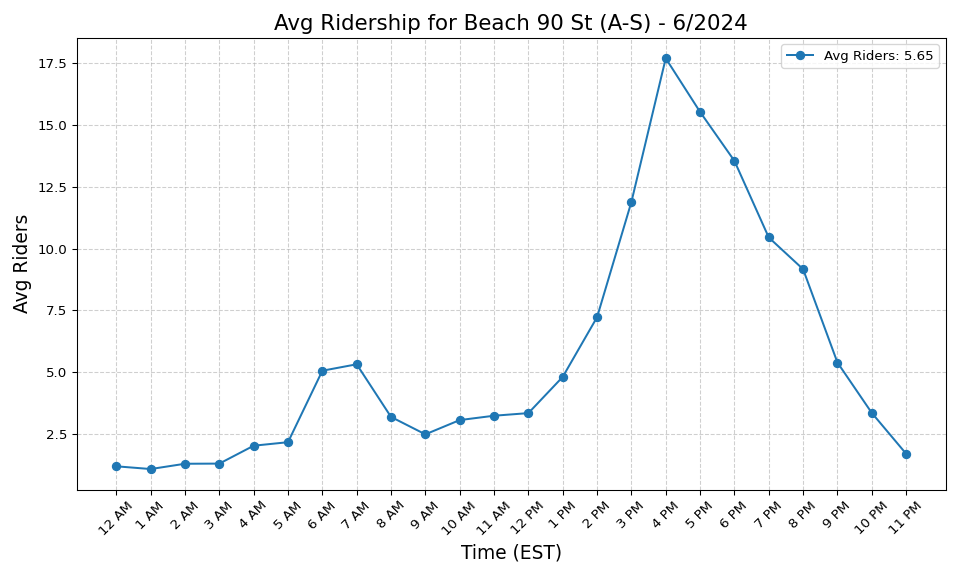 Avg Ridership for Beach 90 St (A-S) - 6/2024
Avg Riders: 5.65
Avg Riders
17.5
15.0
12.5
10.0
7.5
5.0
2.5
12 AM
1 AM
2 AM
3 AM
4 AM
5 AM
6 AM
7 AM
8 AM
9 AM
10 AM
11 AM
12 PM
1 PM
2 PM
3 PM
4 PM
5 PM
6 PM
7 PM
8 PM
9 PM
10 PM
11 PM
Time (EST)